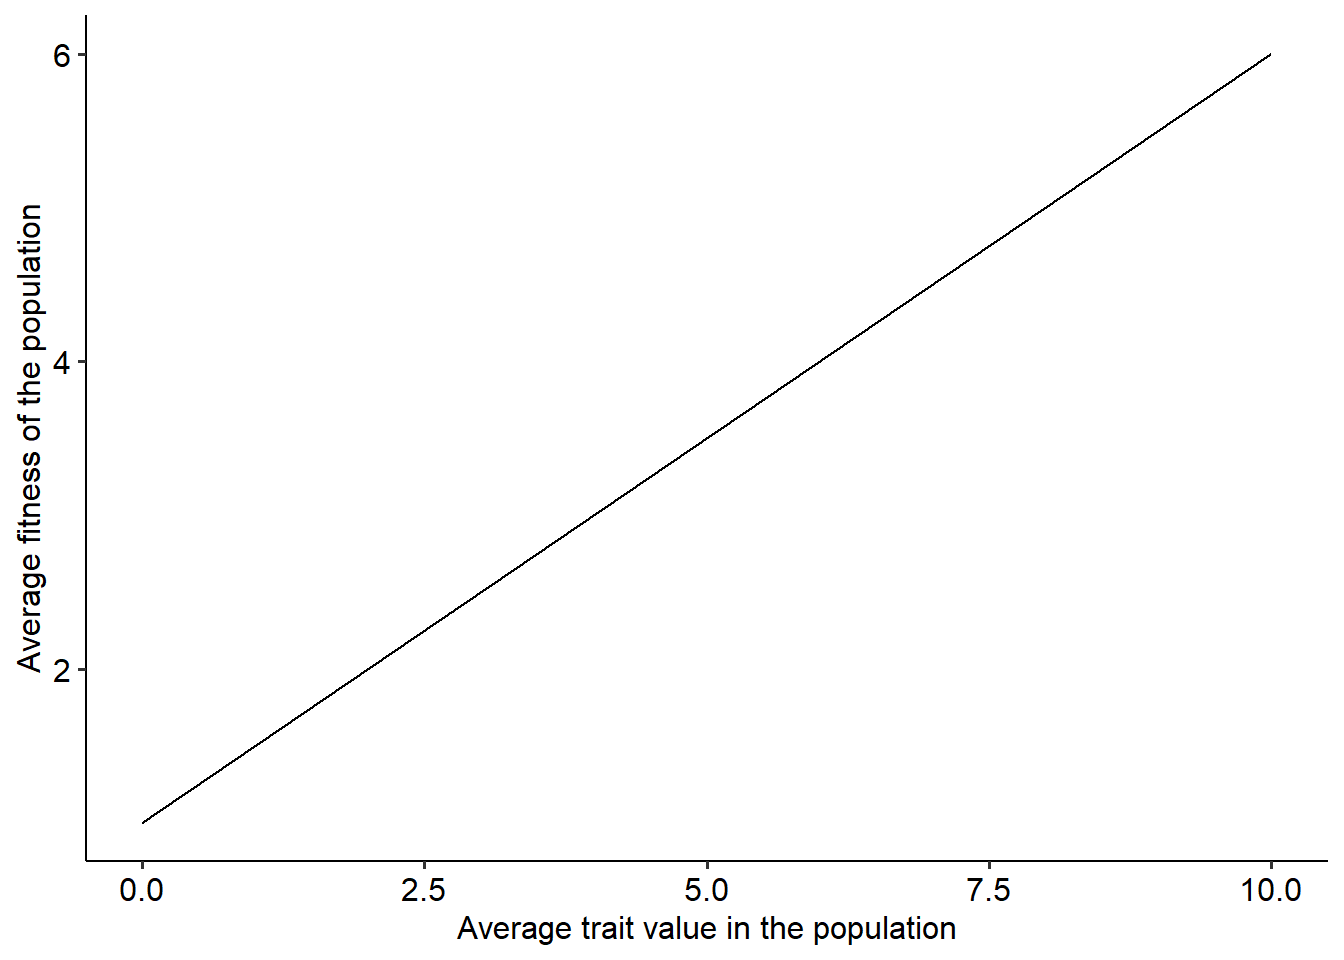 Average fitness of the population
6
4
2
0.0 2.5 5.0 7.5 10.0
Average trait value in the population